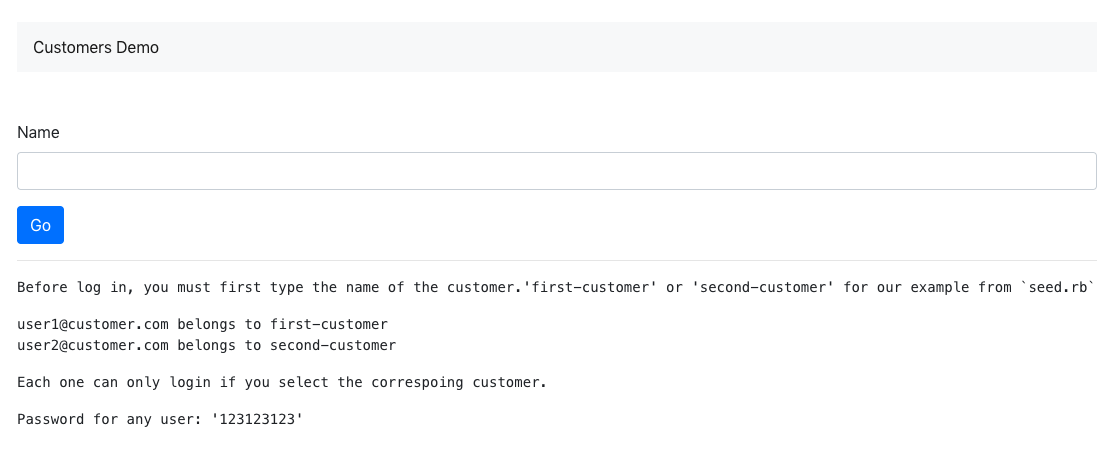 Customers Demo
Name
Go
Before log in, you must first type the name of the customer.'first-customer' or 'second-customer' for our example from `seed.rb`
user1@customer.com belongs to first-customer
user2@customer.com belongs to second-customer
Each one can only login if you select the correspoing customer.
Password for any user: '123123123'